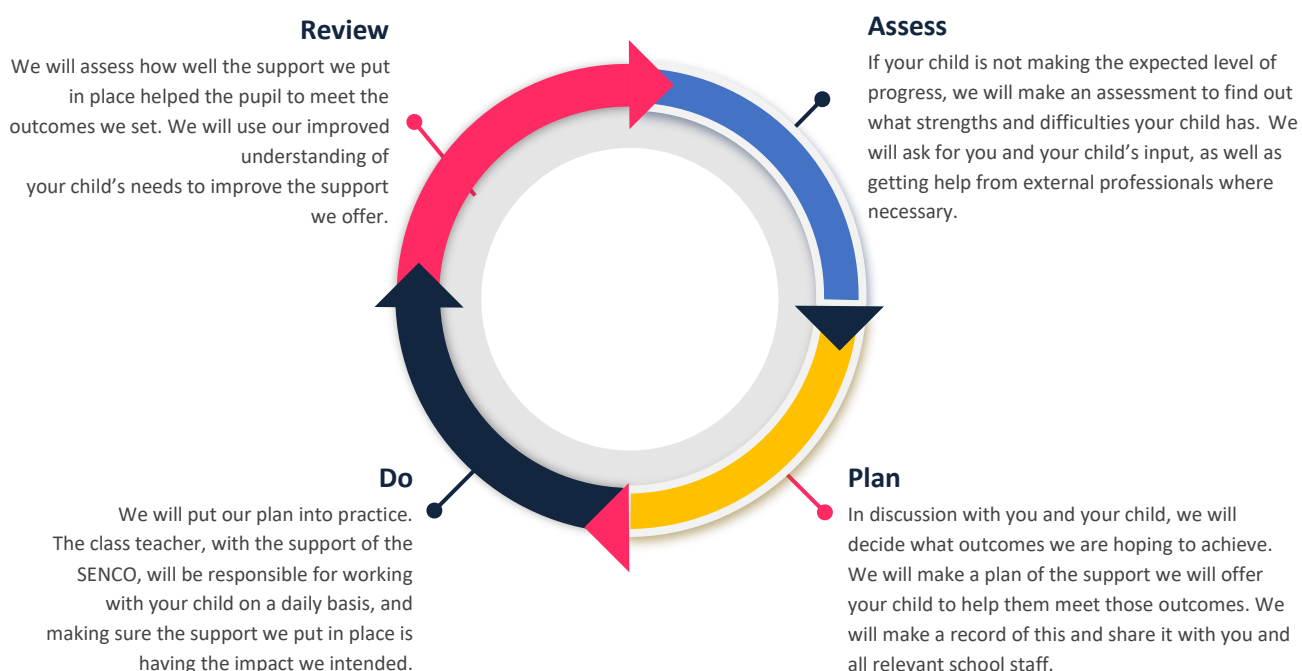 Review
We will assess how well the support we put
in place helped the pupil to meet the
outcomes we set. We will use our improved
understanding of
your child’s needs to improve the support
we offer.
Assess
If your child is not making the expected level of
progress, we will make an assessment to find out
what strengths and difficulties your child has. We
will ask for you and your child’s input, as well as
getting help from external professionals where
necessary.
Do
We will put our plan into practice.
The class teacher, with the support of the
SENCO, will be responsible for working
with your child on a daily basis, and
making sure the support we put in place is
having the impact we intended.
Plan
In discussion with you and your child, we will
decide what outcomes we are hoping to achieve.
We will make a plan of the support we will offer
your child to help them meet those outcomes. We
will make a record of this and share it with you and
all relevant school staff.